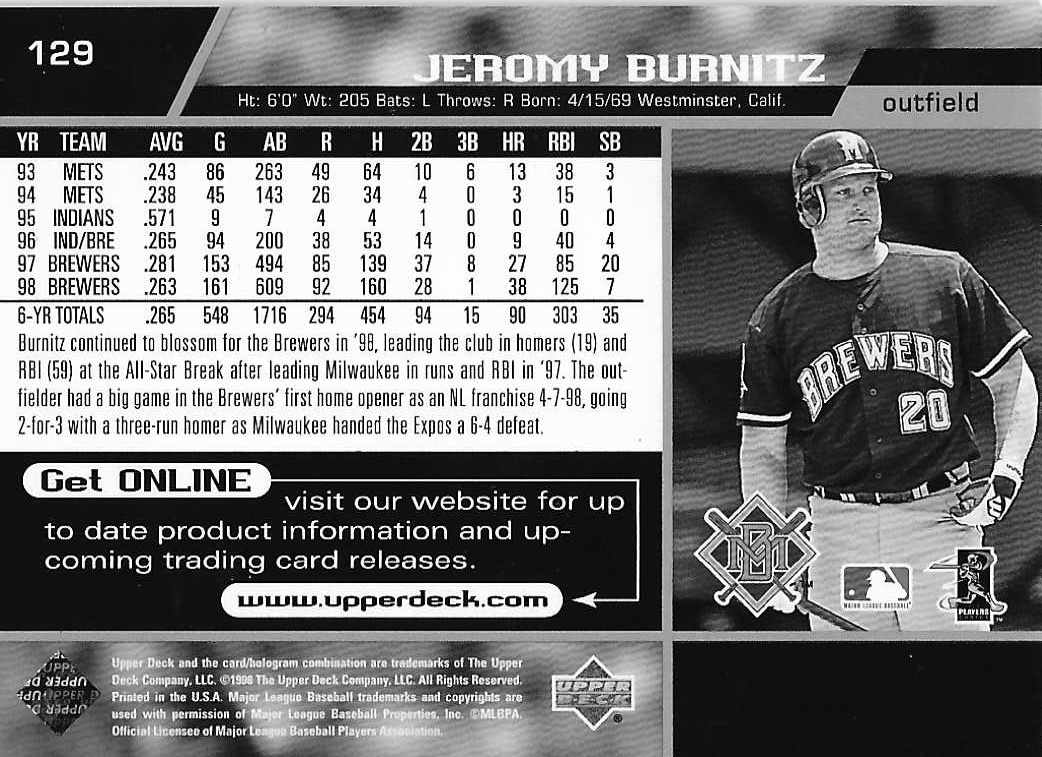 129
JEROMY BURNITZ
Ht: 6'0" Wt: 205 Bats: L Throws: R Born: 4/15/69 Westminster, Calif.
outfield
YR TEAM AVG G AB R H 2B 3B HR RBI SB
93 METS .243 86 263 49 64 10 6 13 38 3
94 METS .238 45 143 26 34 4 0 3 15 1
95 INDIANS .571 9 7 4 4 1 0 0 0 0
96 IND/BRE .265 94 200 38 53 14 0 9 40 4
97 BREWERS .281 153 494 85 139 37 8 27 85 20
98 BREWERS .263 161 609 92 160 28 1 38 125 7
6-YR TOTALS .265 548 1716 294 454 94 15 90 303 35
Burnitz continued to blossom for the Brewers in '98, leading the club in homers (19) and
RBI (59) at the All-Star Break after leading Milwaukee in runs and RBI in '97. The out-
fielder had a big game in the Brewers' first home opener as an NL franchise 4-7-98, going
2-for-3 with a three-run homer as Milwaukee handed the Expos a 6-4 defeat.
M
BREWERS
20
Get ONLINE
visit our website for up
to date product information and up-
coming trading card releases.
www.upperdeck.com
MBM
TM
MAJOR LEAGUE BASEBALL
PLAYERS
CHOICE
TM
Upper Deck and the card/hologram combination are trademarks of The Upper
Deck Company, LLC. ©1998 The Upper Deck Company, LLC. All Rights Reserved.
Printed in the U.S.A. Major League Baseball trademarks and copyrights are
used with permission of Major League Baseball Properties, Inc. ©MLBPA.
Official Licensee of Major League Baseball Players Association.
UPPER
DECK
®